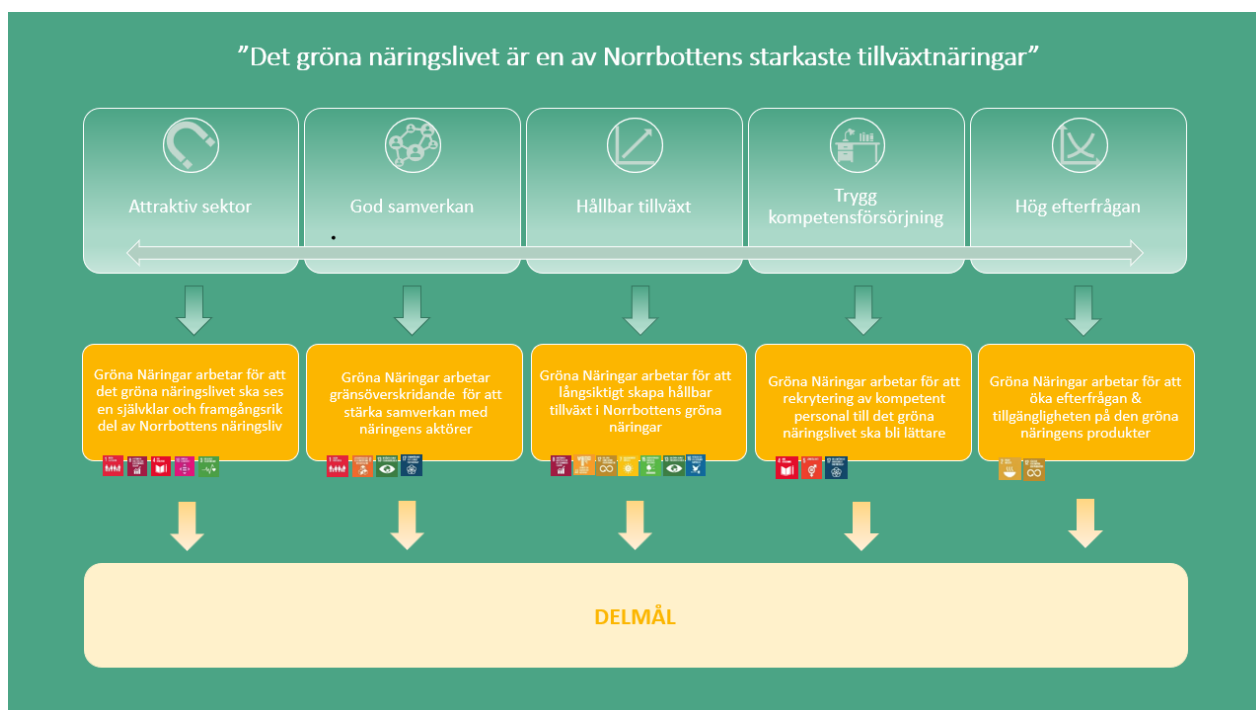 ”Det gröna näringslivet är en av Norrbottens starkaste tillväxtnäringar”
Attraktiv sektor
God samverkan
Hållbar tillväxt
Trygg
kompetensförsörjning
Hög efterfrågan
Gröna Näringar arbetar för att
det gröna näringslivet ska ses
en självklar och framgångsrik
del av Norrbottens näringsliv
Gröna Näringar arbetar
gränsöverskridande för att
stärka samverkan med
näringens aktörer
Gröna Näringar arbetar för att
långsiktigt skapa hållbar
tillväxt i Norrbottens gröna
näringar
Gröna Näringar arbetar för att
rekrytering av kompetent
personal till det gröna
näringslivet ska bli lättare
Gröna Näringar arbetar för att
öka efterfrågan &
tillgängligheten på den gröna
näringens produkter
DELMÅL